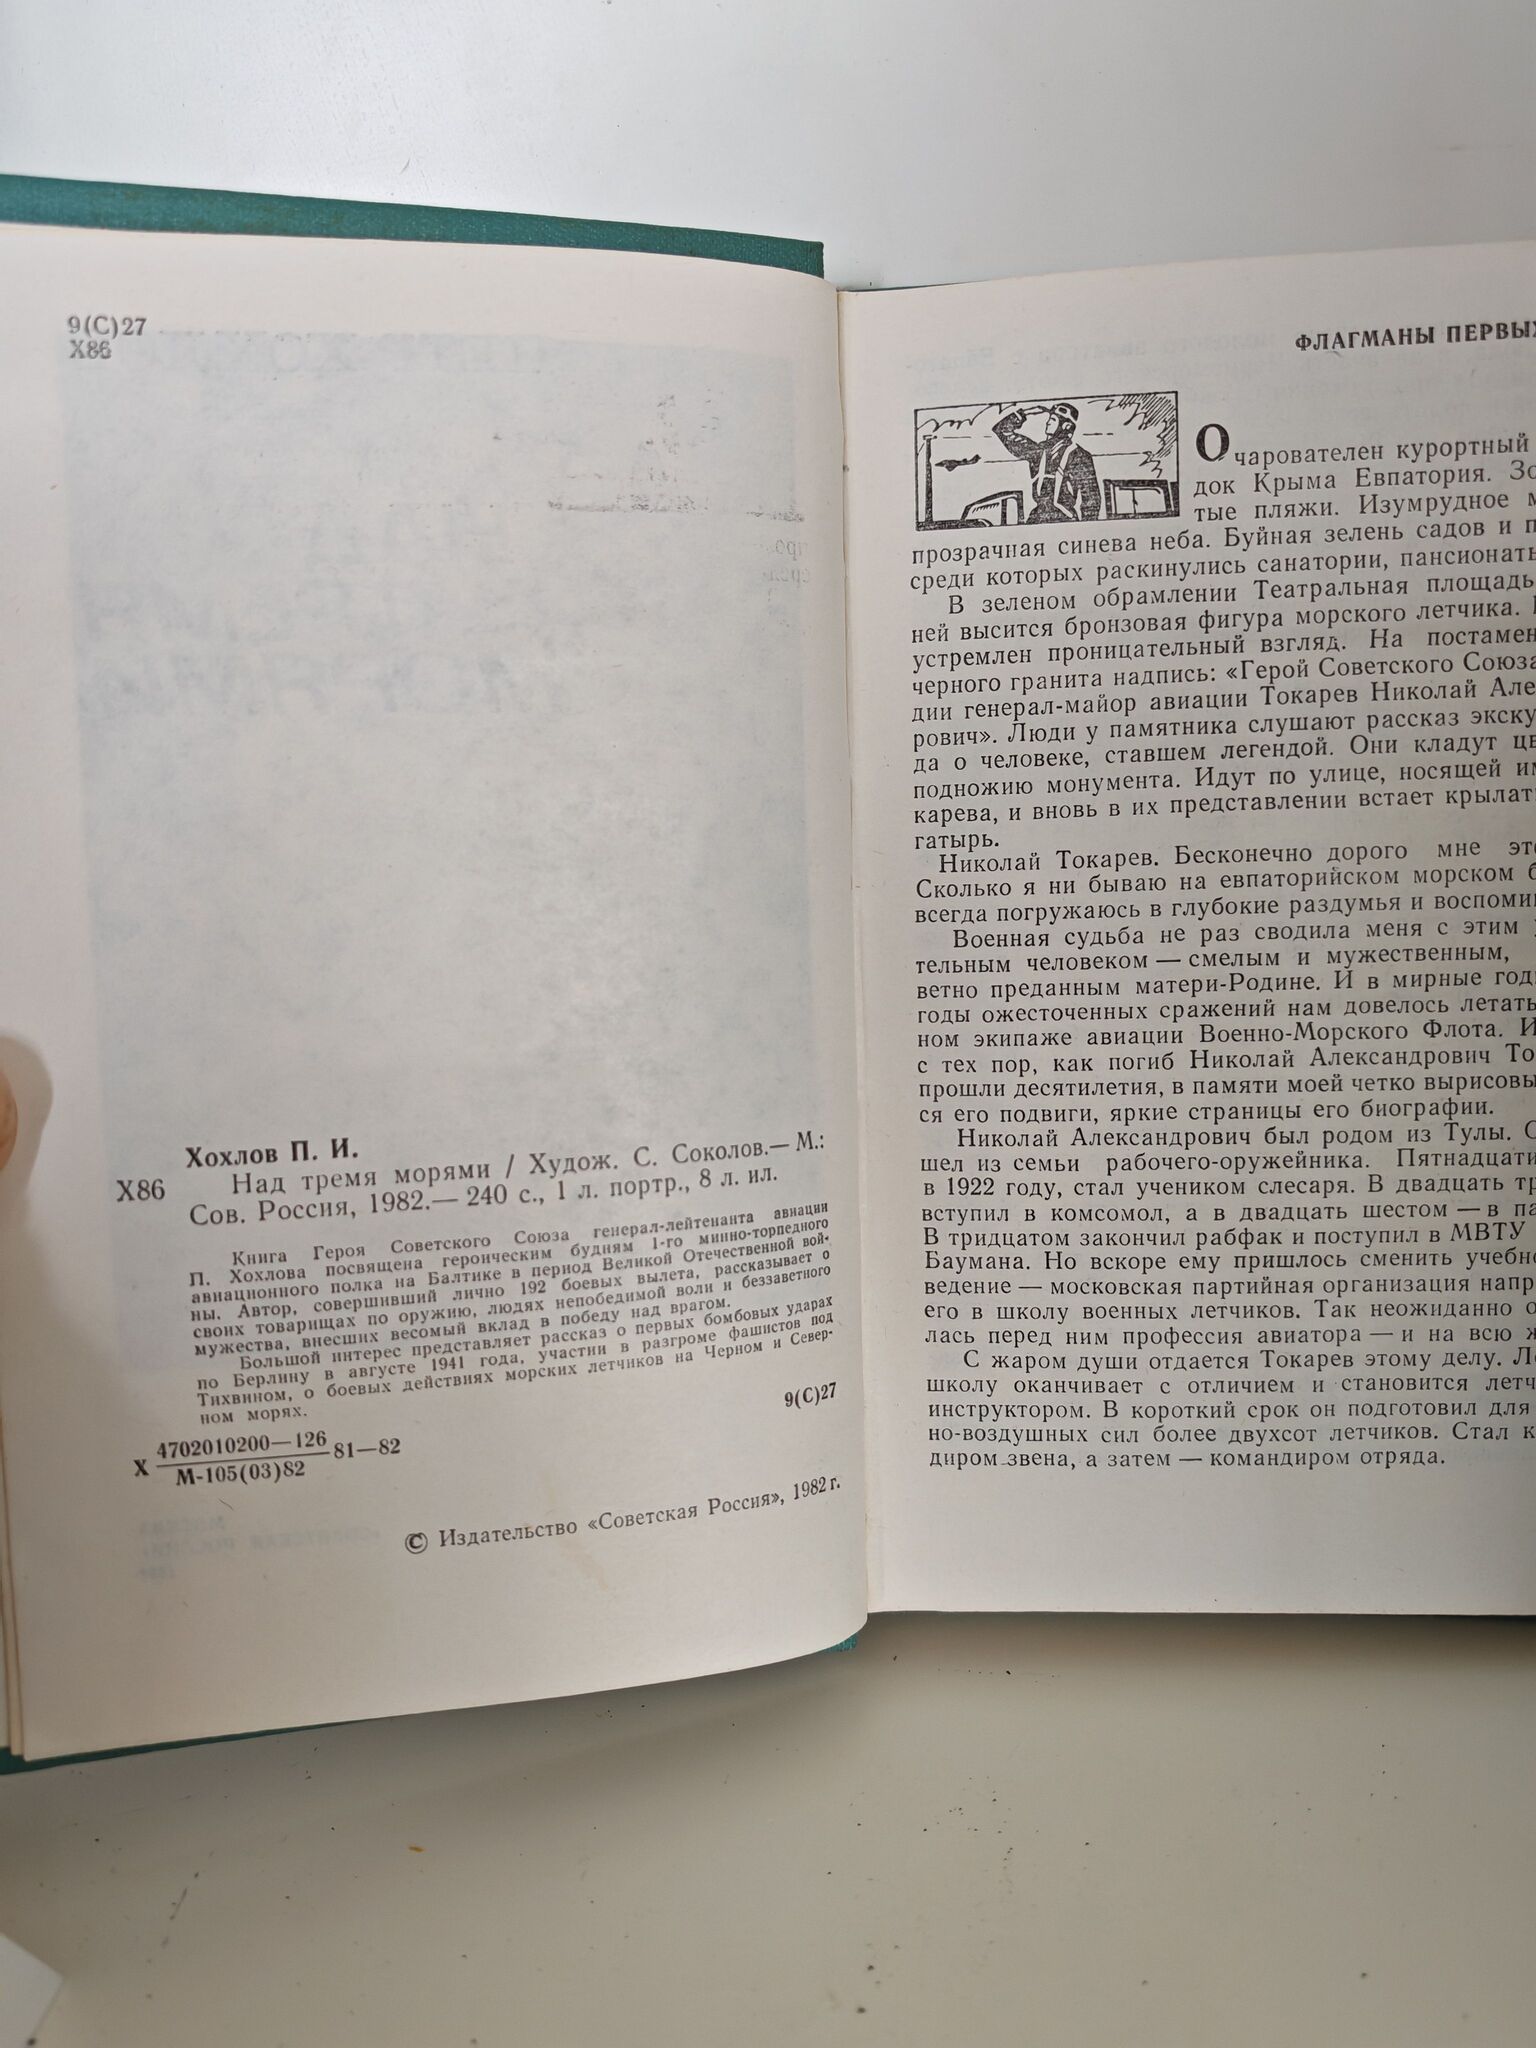 9(С)27
Х86
Хохлов П. И.
Х86
Над тремя морями / Худож. С. Соколов.— М.:
Сов. Россия, 1982.— 240 с., 1 л. портр., 8 л. ил.
Книга Героя Советского Союза генерал-лейтенанта авиации
П. Хохлова посвящена героическим будням 1-го минно-торпедного
авиационного полка на Балтике в период Великой Отечественной вой-
ны. Автор, совершивший лично 192 боевых вылета, рассказывает о
своих товарищах по оружию, людях непобедимой воли и беззаветного
мужества, внесших весомый вклад в победу над врагом.
Большой интерес представляет рассказ о первых бомбовых ударах
по Берлину в августе 1941 года, участии в разгроме фашистов под
Тихвином, о боевых действиях морских летчиков на Черном и Север-
ном морях.
9(С)27
4702010200—126
Х 81—82
М-105(03)82
© Издательство «Советская Россия», 1982 г.
ФЛАГМАНЫ ПЕРВЫХ
Очарователен курортный
док Крыма Евпатория. Зо
тые пляжи. Изумрудное м
прозрачная синева неба. Буйная зелень садов и п
среди которых раскинулись санатории, пансионаты
В зеленом обрамлении Театральная площадь
ней высится бронзовая фигура морского летчика.
устремлен проницательный взгляд. На постамен
черного гранита надпись: «Герой Советского Союза
дии генерал-майор авиации Токарев Николай Але
рович». Люди у памятника слушают рассказ экску
да о человеке, ставшем легендой. Они кладут цв
подножию монумента. Идут по улице, носящей им
карева, и вновь в их представлении встает крылат
гатырь.
Николай Токарев. Бесконечно дорого мне это
Сколько я ни бываю на евпаторийском морском б
всегда погружаюсь в глубокие раздумья и воспоми
Военная судьба не раз сводила меня с этим
тельным человеком — смелым и мужественным,
ветно преданным матери-Родине. И в мирные год
годы ожесточенных сражений нам довелось летать
ном экипаже авиации Военно-Морского Флота. И
с тех пор, как погиб Николай Александрович То
прошли десятилетия, в памяти моей четко вырисовы
ся его подвиги, яркие страницы его биографии.
Николай Александрович был родом из Тулы. О
шел из семьи рабочего-оружейника. Пятнадцати
в 1922 году, стал учеником слесаря. В двадцать тр
вступил в комсомол, а в двадцать шестом — в па
В тридцатом закончил рабфак и поступил в МВТУ
Баумана. Но вскоре ему пришлось сменить учебно
ведение — московская партийная организация напр
его в школу военных летчиков. Так неожиданно о
лась перед ним профессия авиатора — и на всю ж
С жаром души отдается Токарев этому делу. Ле
школу оканчивает с отличием и становится летч
инструктором. В короткий срок он подготовил для
но-воздушных сил более двухсот летчиков. Стал к
диром звена, а затем — командиром отряда.